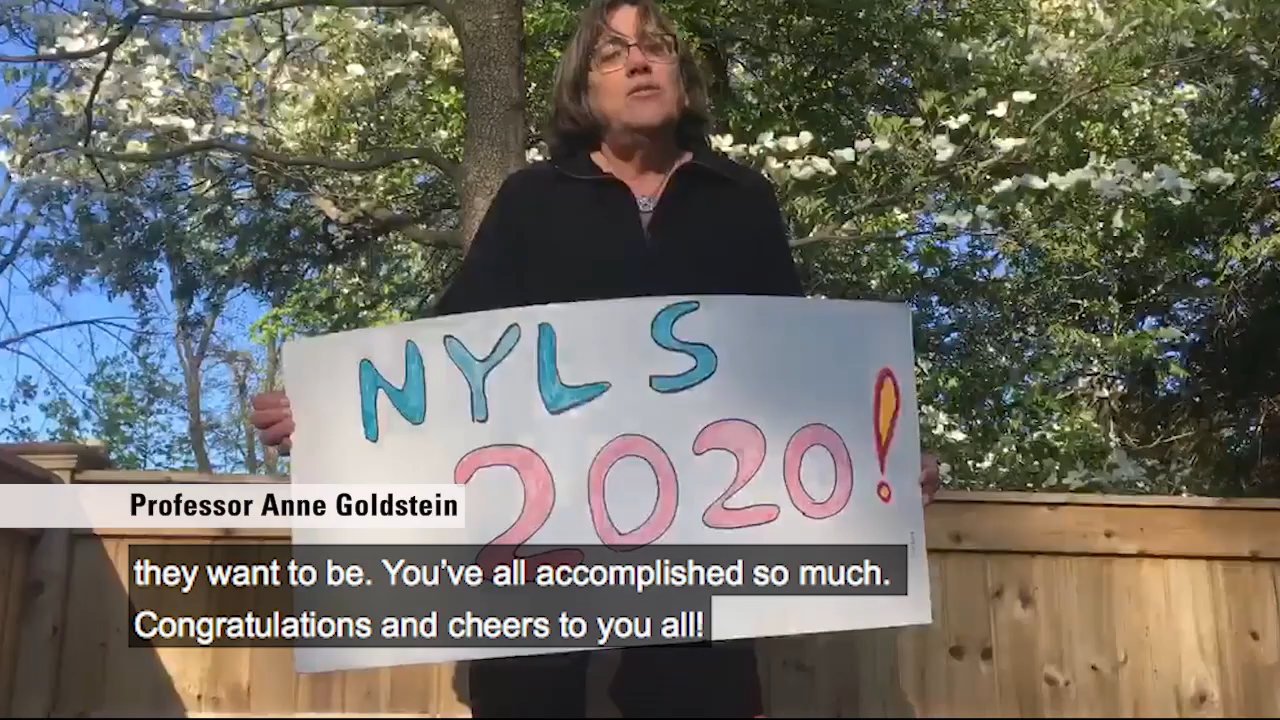 NYLS
2020!
Professor Anne Goldstein
they want to be. You've all accomplished so much.
Congratulations and cheers to you all!